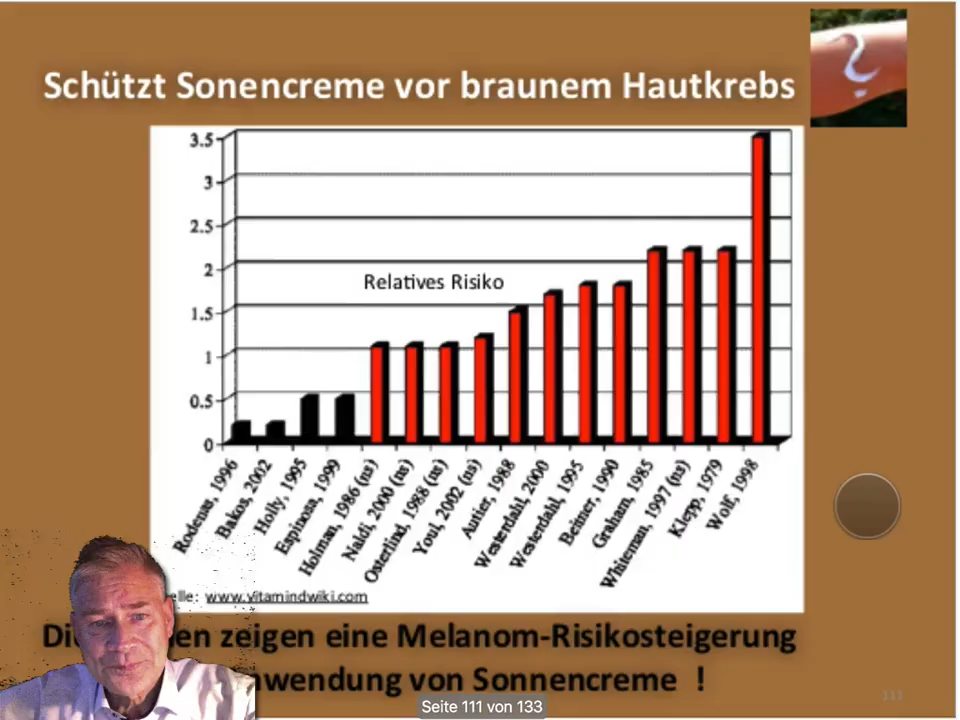 Schützt Sonencreme vor braunem Hautkrebs
3.5
3
2.5
2
Relatives Risiko
1.5
1
0.5
0
Rodenas, 1996
Bakos, 2002
Holly, 1995
Espinosa, 1999
Holman, 1986 (ns)
Naldi, 2000 (ns)
Osterlind, 1988 (ns)
Youl, 2002 (ns)
Autier, 1988
Westerdahl, 2000
Westerdahl, 1995
Beitner, 1990
Graham, 1985
Whiteman, 1997 (ns)
Klepp, 1979
Wolf, 1998
www.vitamindwiki.com
zeigen eine Melanom-Risikosteigerung
von Sonnencreme !
Seite 111 von 133